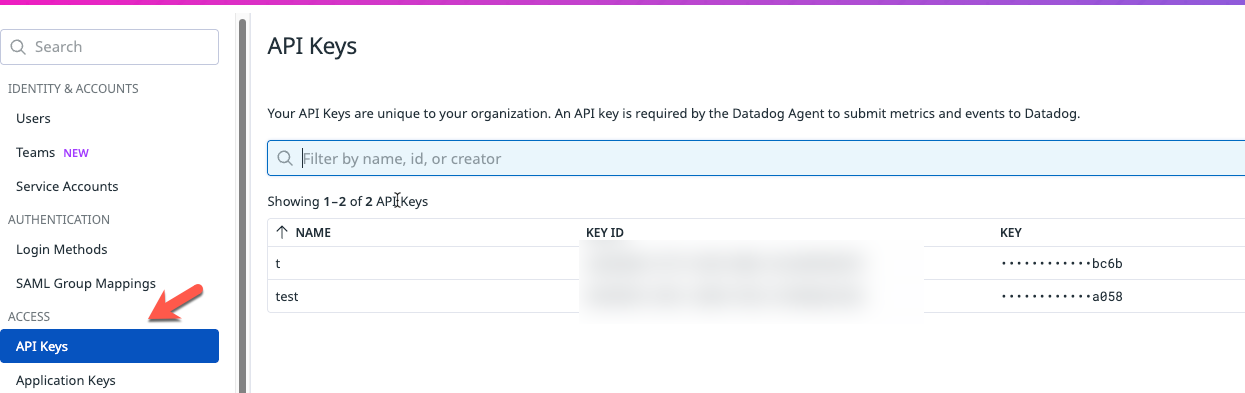 Search
IDENTITY & ACCOUNTS
Users
Teams NEW
Service Accounts
AUTHENTICATION
Login Methods
SAML Group Mappings
ACCESS
API Keys
Application Keys
API Keys
Your API Keys are unique to your organization. An API key is required by the Datadog Agent to submit metrics and events to Datadog.
Filter by name, id, or creator
Showing 1–2 of 2 API Keys
NAME KEY ID KEY
t ••••••••••••bc6b
test ••••••••••••a058